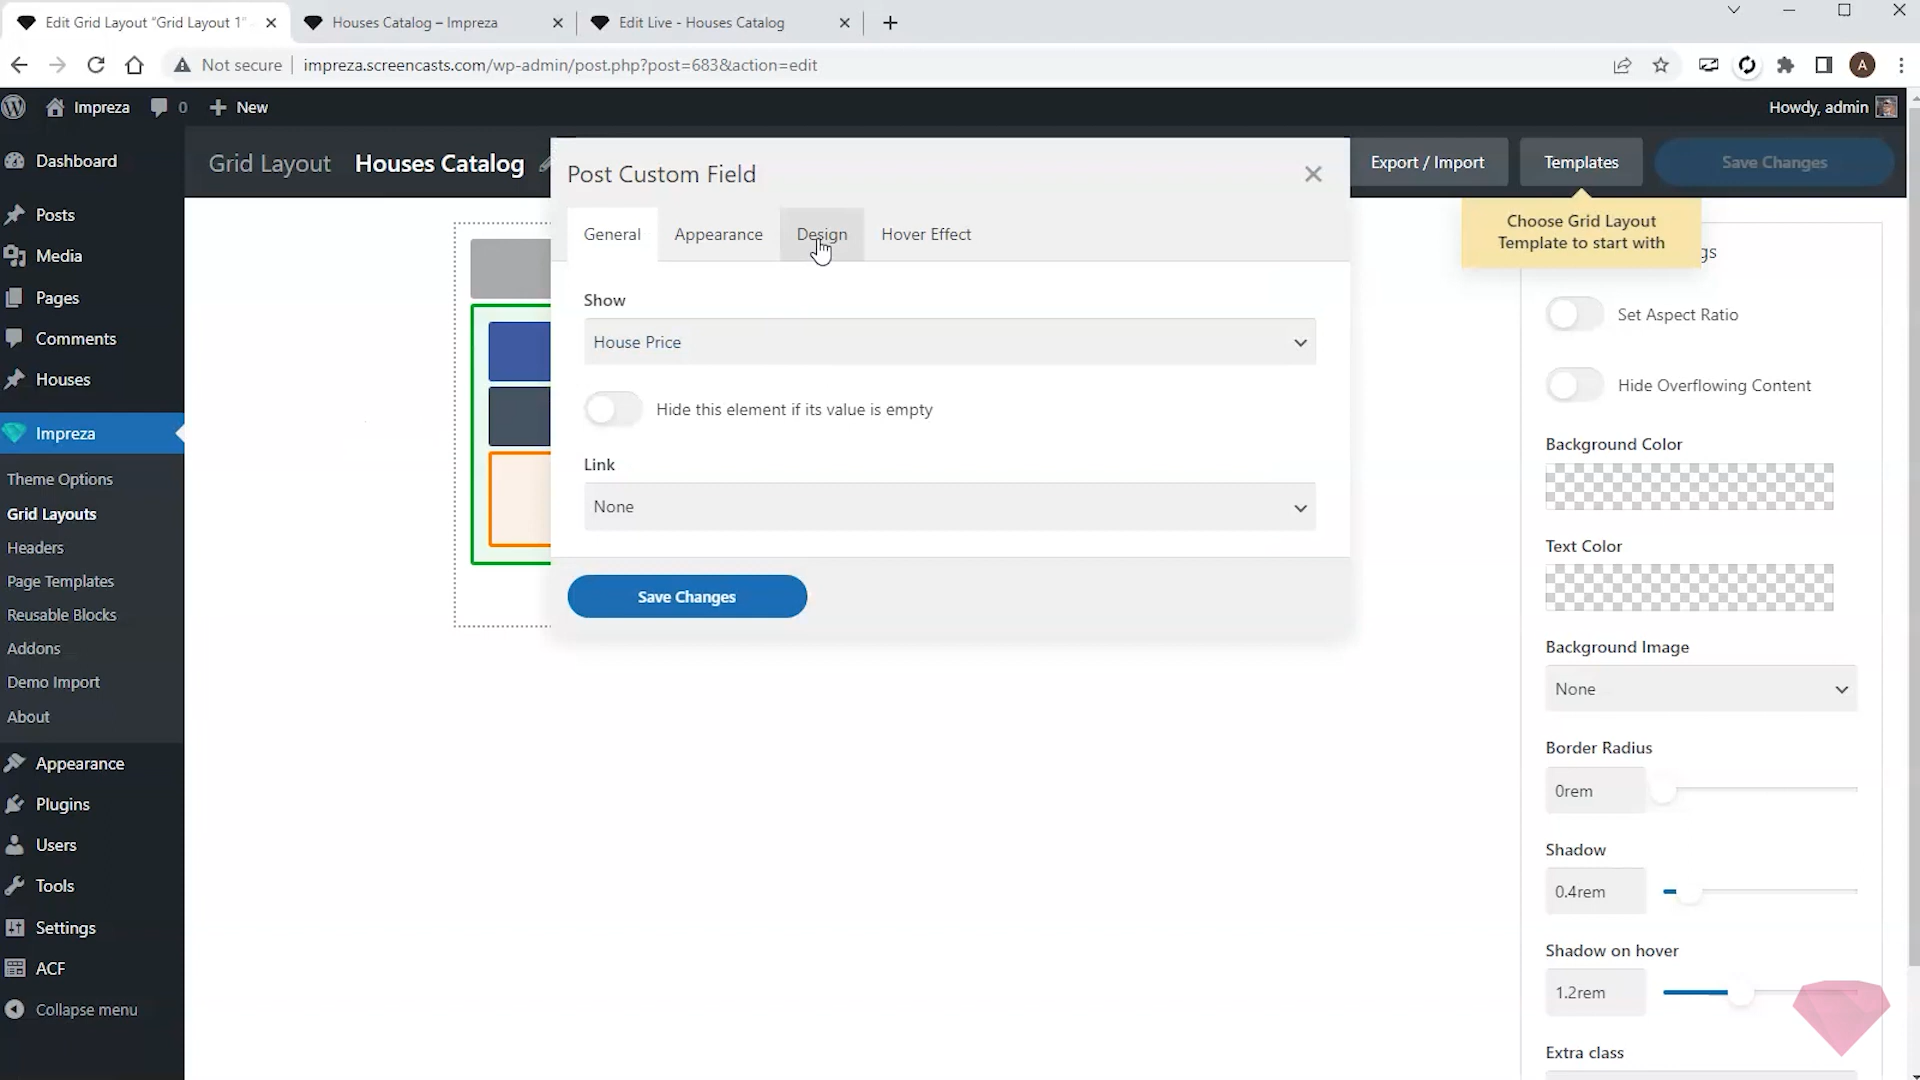 Edit Grid Layout “Grid Layout 1”
Houses Catalog – Impreza
Edit Live - Houses Catalog
Not secure
impreza.screencasts.com/wp-admin/post.php?post=683&action=edit
A
Impreza
0
New
Howdy, admin
Dashboard
Posts
Media
Pages
Comments
Houses
Impreza
Theme Options
Grid Layouts
Headers
Page Templates
Reusable Blocks
Addons
Demo Import
About
Appearance
Plugins
Users
Tools
Settings
ACF
Collapse menu
Grid Layout
Houses Catalog
Export / Import
Templates
Save Changes
Choose Grid Layout
Template to start with
Post Custom Field
General
Appearance
Design
Hover Effect
Show
House Price
Hide this element if its value is empty
Link
None
Save Changes
gs
Set Aspect Ratio
Hide Overflowing Content
Background Color
Text Color
Background Image
None
Border Radius
0rem
Shadow
0.4rem
Shadow on hover
1.2rem
Extra class